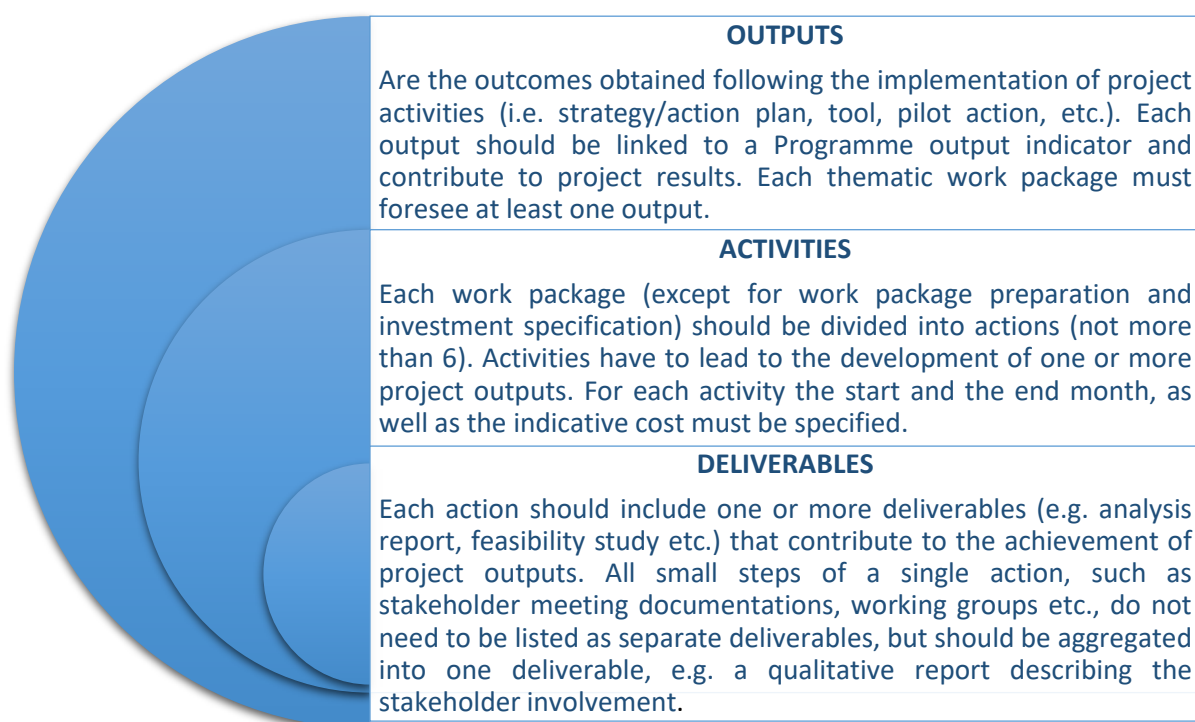 OUTPUTS
Are the outcomes obtained following the implementation of project
activities (i.e. strategy/action plan, tool, pilot action, etc.). Each
output should be linked to a Programme output indicator and
contribute to project results. Each thematic work package must
foresee at least one output.
ACTIVITIES
Each work package (except for work package preparation and
investment specification) should be divided into actions (not more
than 6). Activities have to lead to the development of one or more
project outputs. For each activity the start and the end month, as
well as the indicative cost must be specified.
DELIVERABLES
Each action should include one or more deliverables (e.g. analysis
report, feasibility study etc.) that contribute to the achievement of
project outputs. All small steps of a single action, such as
stakeholder meeting documentations, working groups etc., do not
need to be listed as separate deliverables, but should be aggregated
into one deliverable, e.g. a qualitative report describing the
stakeholder involvement.